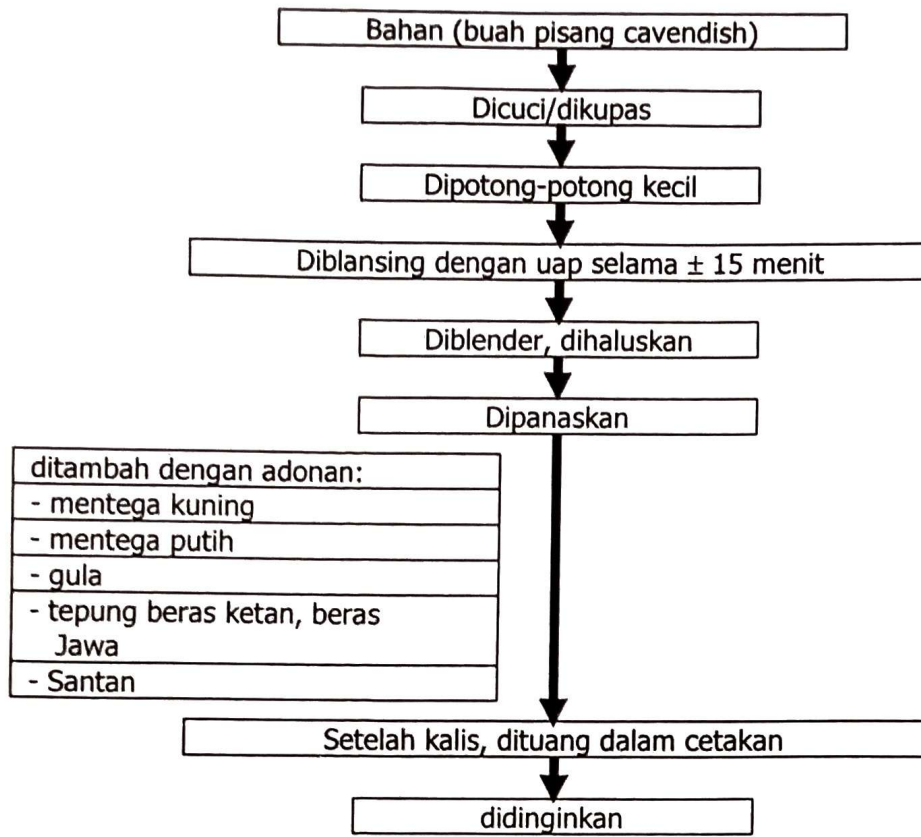 Bahan (buah pisang cavendish)
Dicuci/dikupas
Dipotong-potong kecil
Diblansing dengan uap selama ± 15 menit
Diblender, dihaluskan
Dipanaskan
ditambah dengan adonan:
- mentega kuning
- mentega putih
- gula
- tepung beras ketan, beras
Jawa
- Santan
Setelah kalis, dituang dalam cetakan
didinginkan